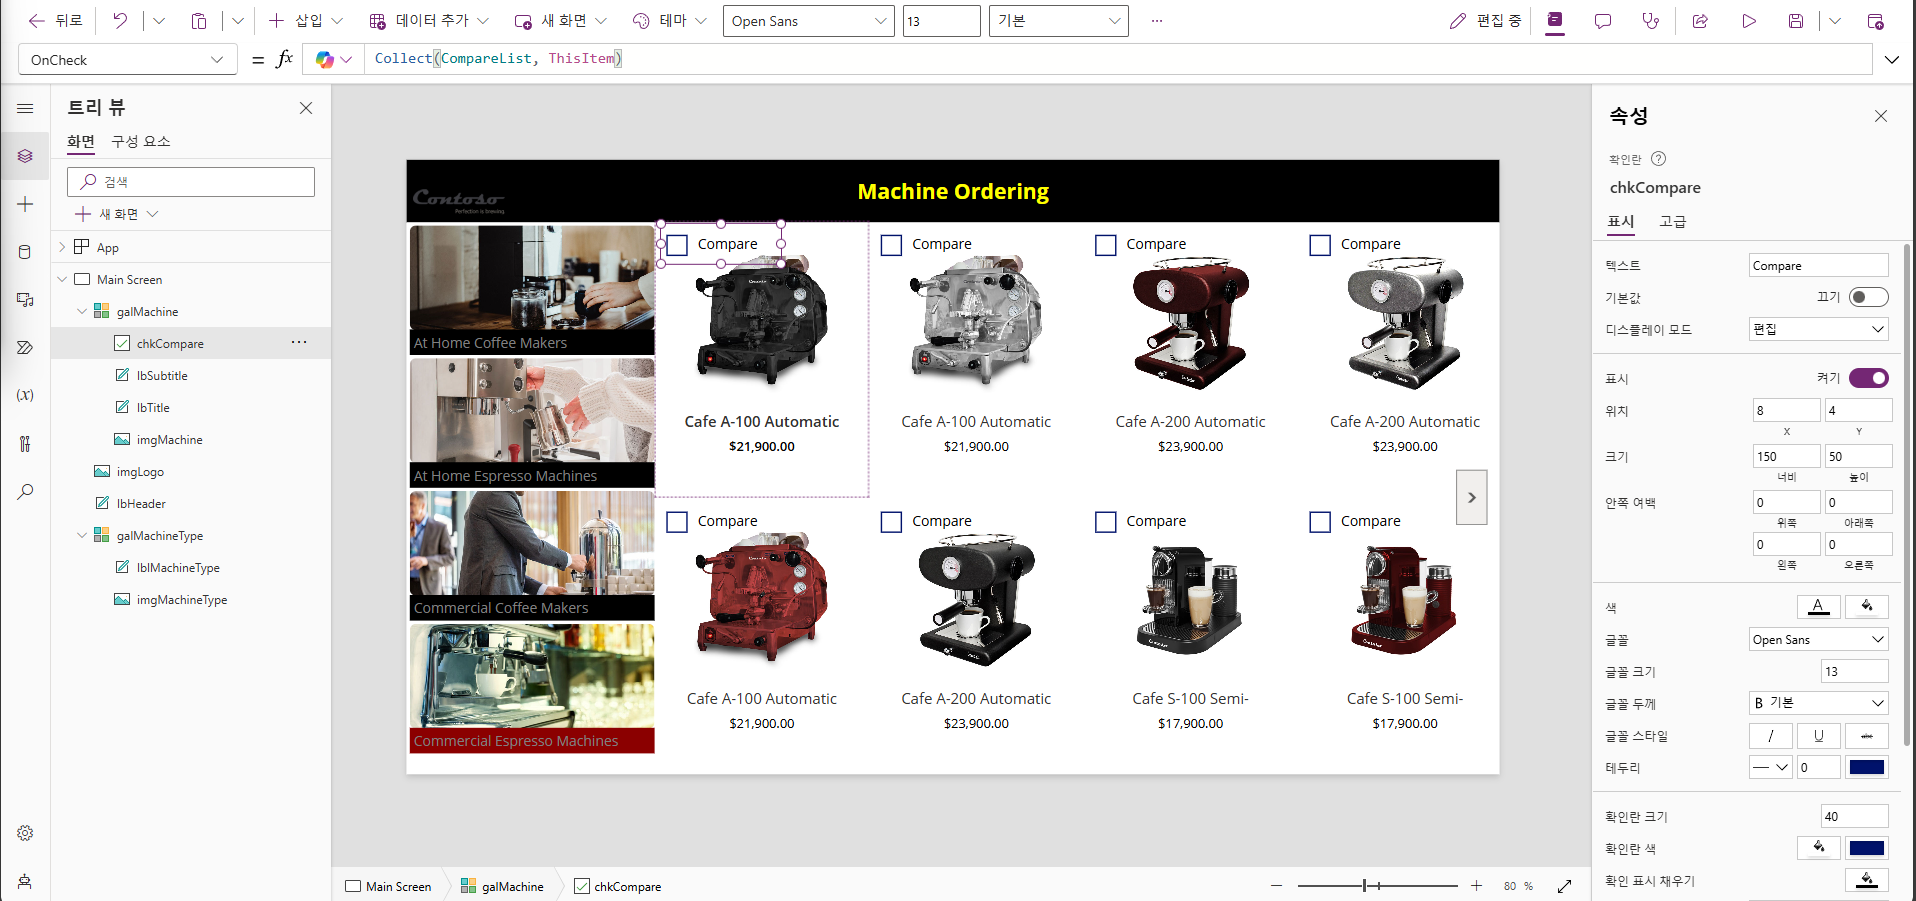 뒤로
삽입
데이터 추가
새 화면
테마
Open Sans
13
기본
편집 중
OnCheck
= fx
Collect(CompareList, ThisItem)
트리 뷰
화면
구성 요소
검색
새 화면
App
Main Screen
galMachine
chkCompare
lbSubtitle
lbTitle
imgMachine
imgLogo
lbHeader
galMachineType
lblMachineType
imgMachineType
Contoso
Perfection is brewing.
Machine Ordering
At Home Coffee Makers
At Home Espresso Machines
Commercial Coffee Makers
Commercial Espresso Machines
Compare
Compare
Compare
Compare
Cafe A-100 Automatic
Cafe A-100 Automatic
Cafe A-200 Automatic
Cafe A-200 Automatic
$21,900.00
$21,900.00
$23,900.00
$23,900.00
Compare
Compare
Compare
Compare
Cafe A-100 Automatic
Cafe A-200 Automatic
Cafe S-100 Semi-
Cafe S-100 Semi-
$21,900.00
$23,900.00
$17,900.00
$17,900.00
Main Screen
galMachine
chkCompare
80 %
속성
확인란
chkCompare
표시
고급
텍스트
Compare
기본값
끄기
디스플레이 모드
편집
표시
켜기
위치
8
4
X
Y
크기
150
50
너비
높이
안쪽 여백
0
0
위쪽
아래쪽
0
0
왼쪽
오른쪽
색
글꼴
Open Sans
글꼴 크기
13
글꼴 두께
B 기본
글꼴 스타일
테두리
0
확인란 크기
40
확인란 색
확인 표시 채우기